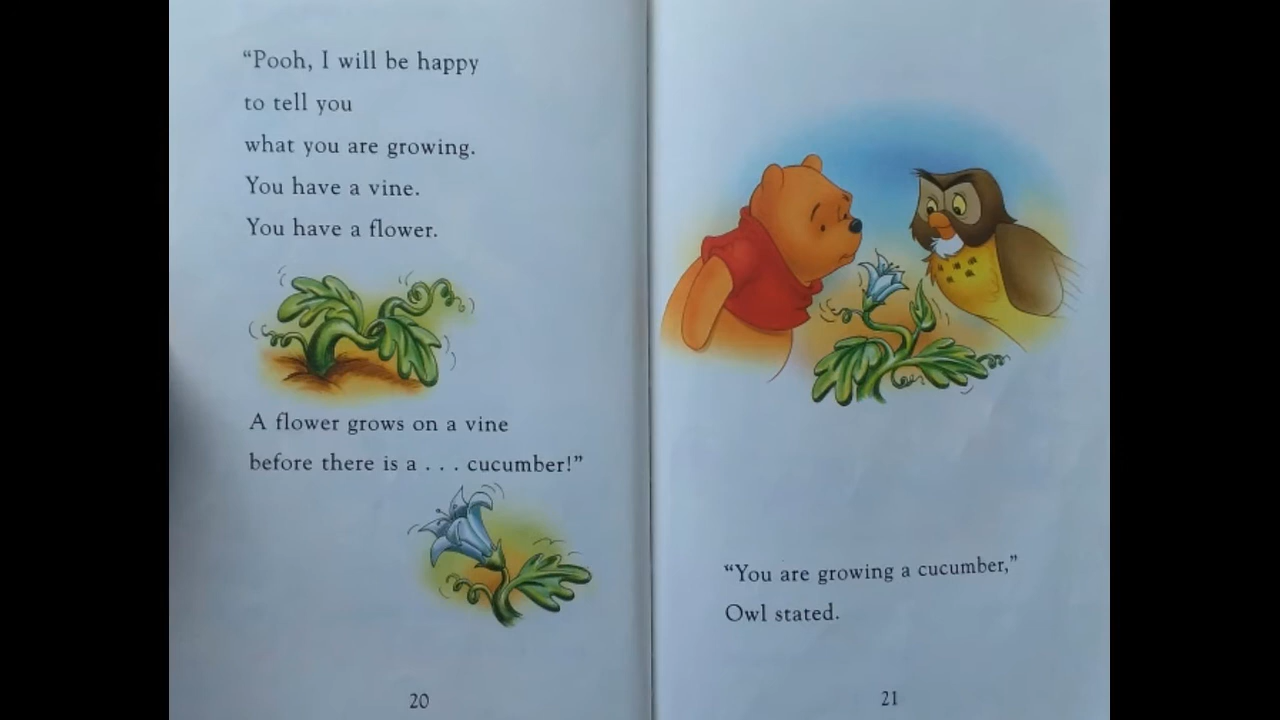 “Pooh, I will be happy
to tell you
what you are growing.
You have a vine.
You have a flower.
A flower grows on a vine
before there is a . . . cucumber!”
20
“You are growing a cucumber,”
Owl stated.
21